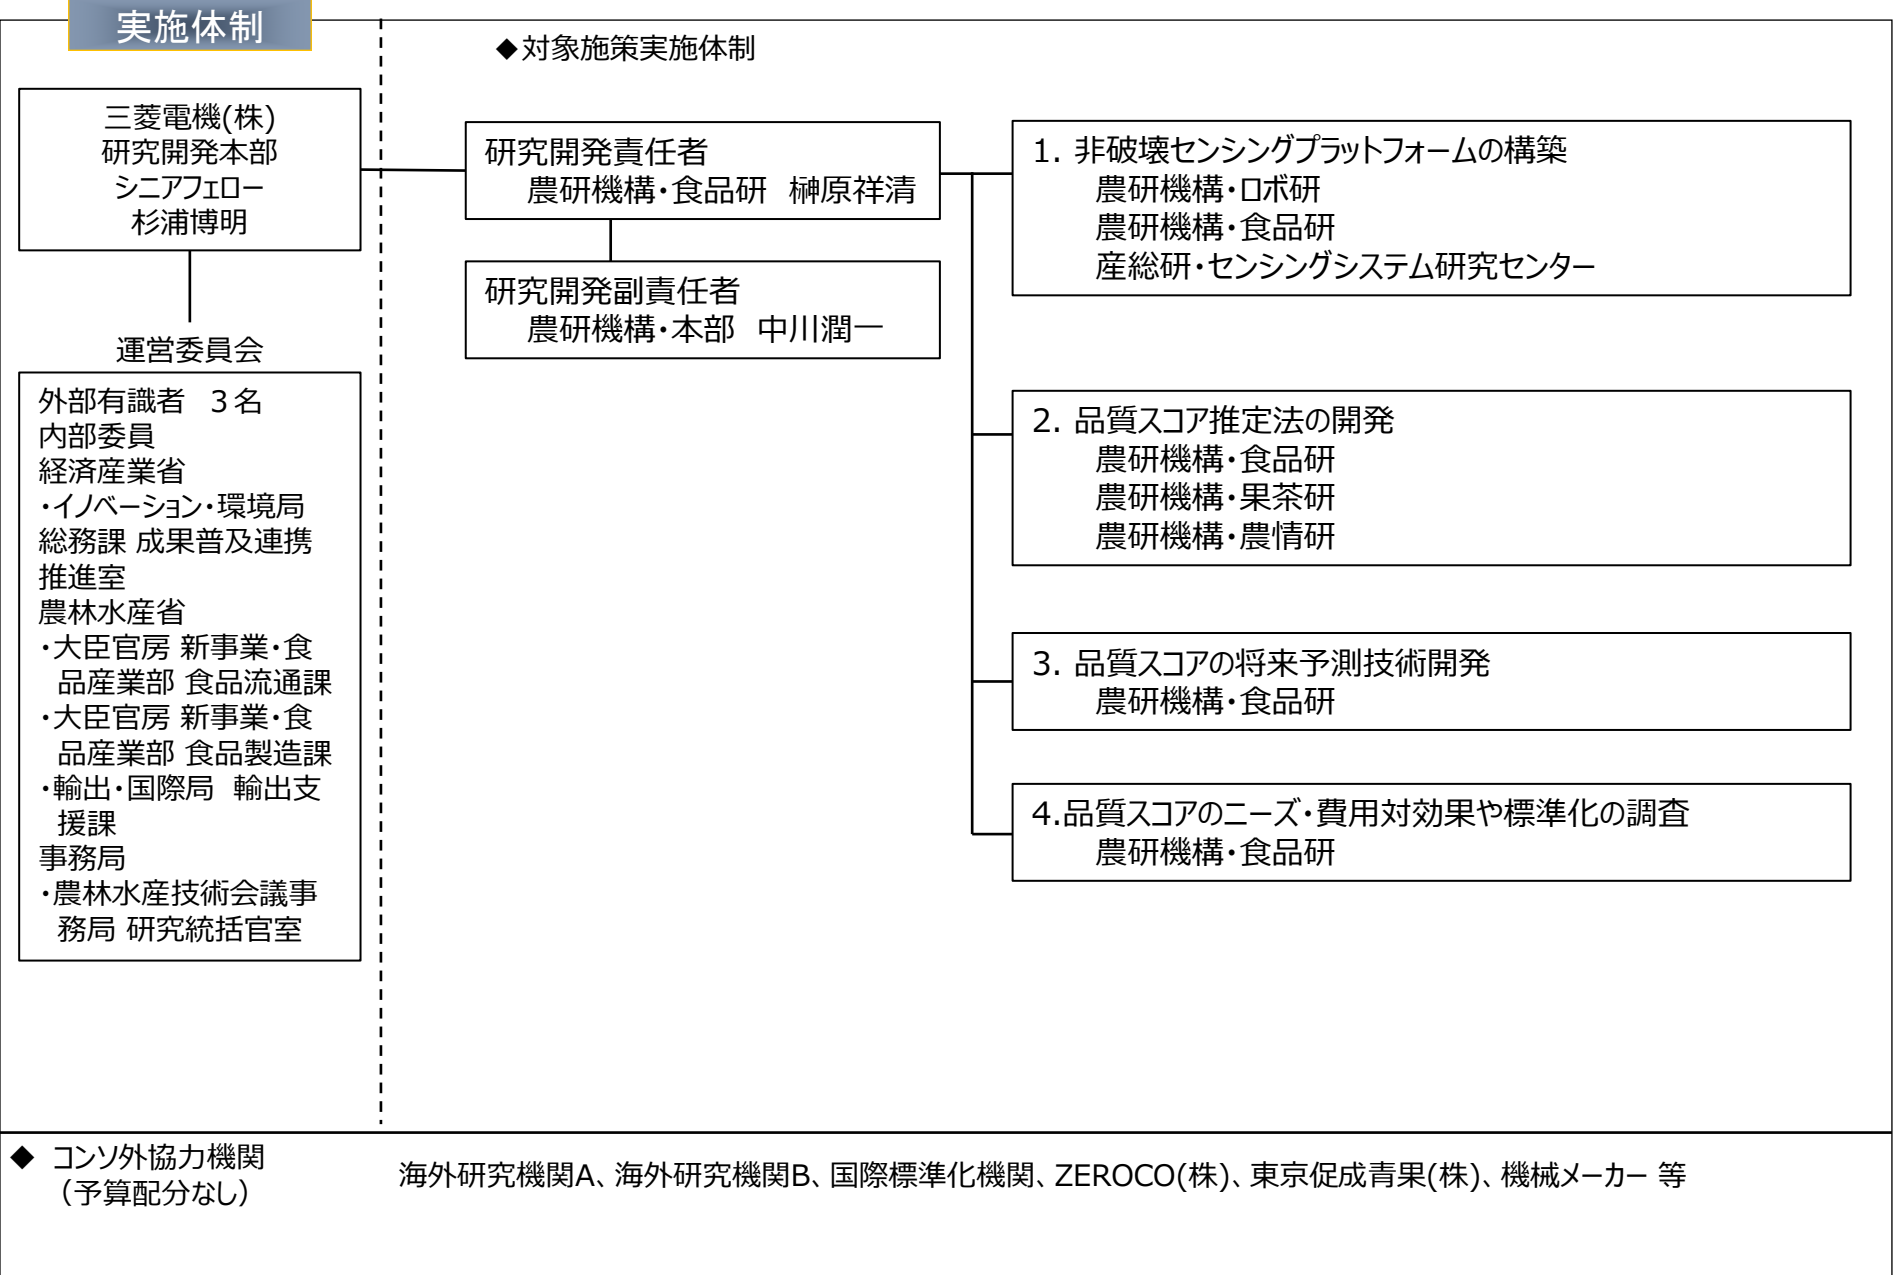 実施体制
三菱電機(株)
研究開発本部
シニアフェロー
杉浦博明
運営委員会
外部有識者　３名
内部委員
経済産業省
・イノベーション・環境局
総務課 成果普及連携
推進室
農林水産省
・大臣官房 新事業・食
品産業部 食品流通課
・大臣官房 新事業・食
品産業部 食品製造課
・輸出・国際局　輸出支
援課
事務局
・農林水産技術会議事
務局 研究統括官室
◆対象施策実施体制
研究開発責任者
農研機構・食品研　榊原祥清
研究開発副責任者
農研機構・本部　中川潤一
1. 非破壊センシングプラットフォームの構築
農研機構・ロボ研
農研機構・食品研
産総研・センシングシステム研究センター
2. 品質スコア推定法の開発
農研機構・食品研
農研機構・果茶研
農研機構・農情研
3. 品質スコアの将来予測技術開発
農研機構・食品研
4.品質スコアのニーズ・費用対効果や標準化の調査
農研機構・食品研
◆ コンソ外協力機関
（予算配分なし）
海外研究機関A、海外研究機関B、国際標準化機関、ZEROCO(株)、東京促成青果(株)、機械メーカー 等